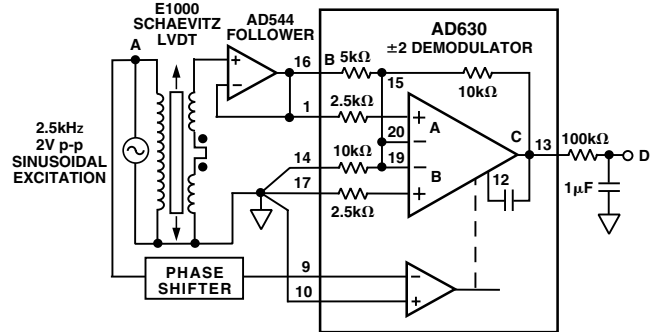 E1000
SCHAEVITZ
LVDT
AD544
FOLLOWER
AD630
±2 DEMODULATOR
A
16
B
5kΩ
15
10kΩ
1
2.5kΩ
+
–
+
A
20
–
19
–
B
+
C
13
100kΩ
D
12
1µF
2.5kHz
2V p-p
SINUSOIDAL
EXCITATION
14
10kΩ
17
2.5kΩ
PHASE
SHIFTER
9
–
10
+